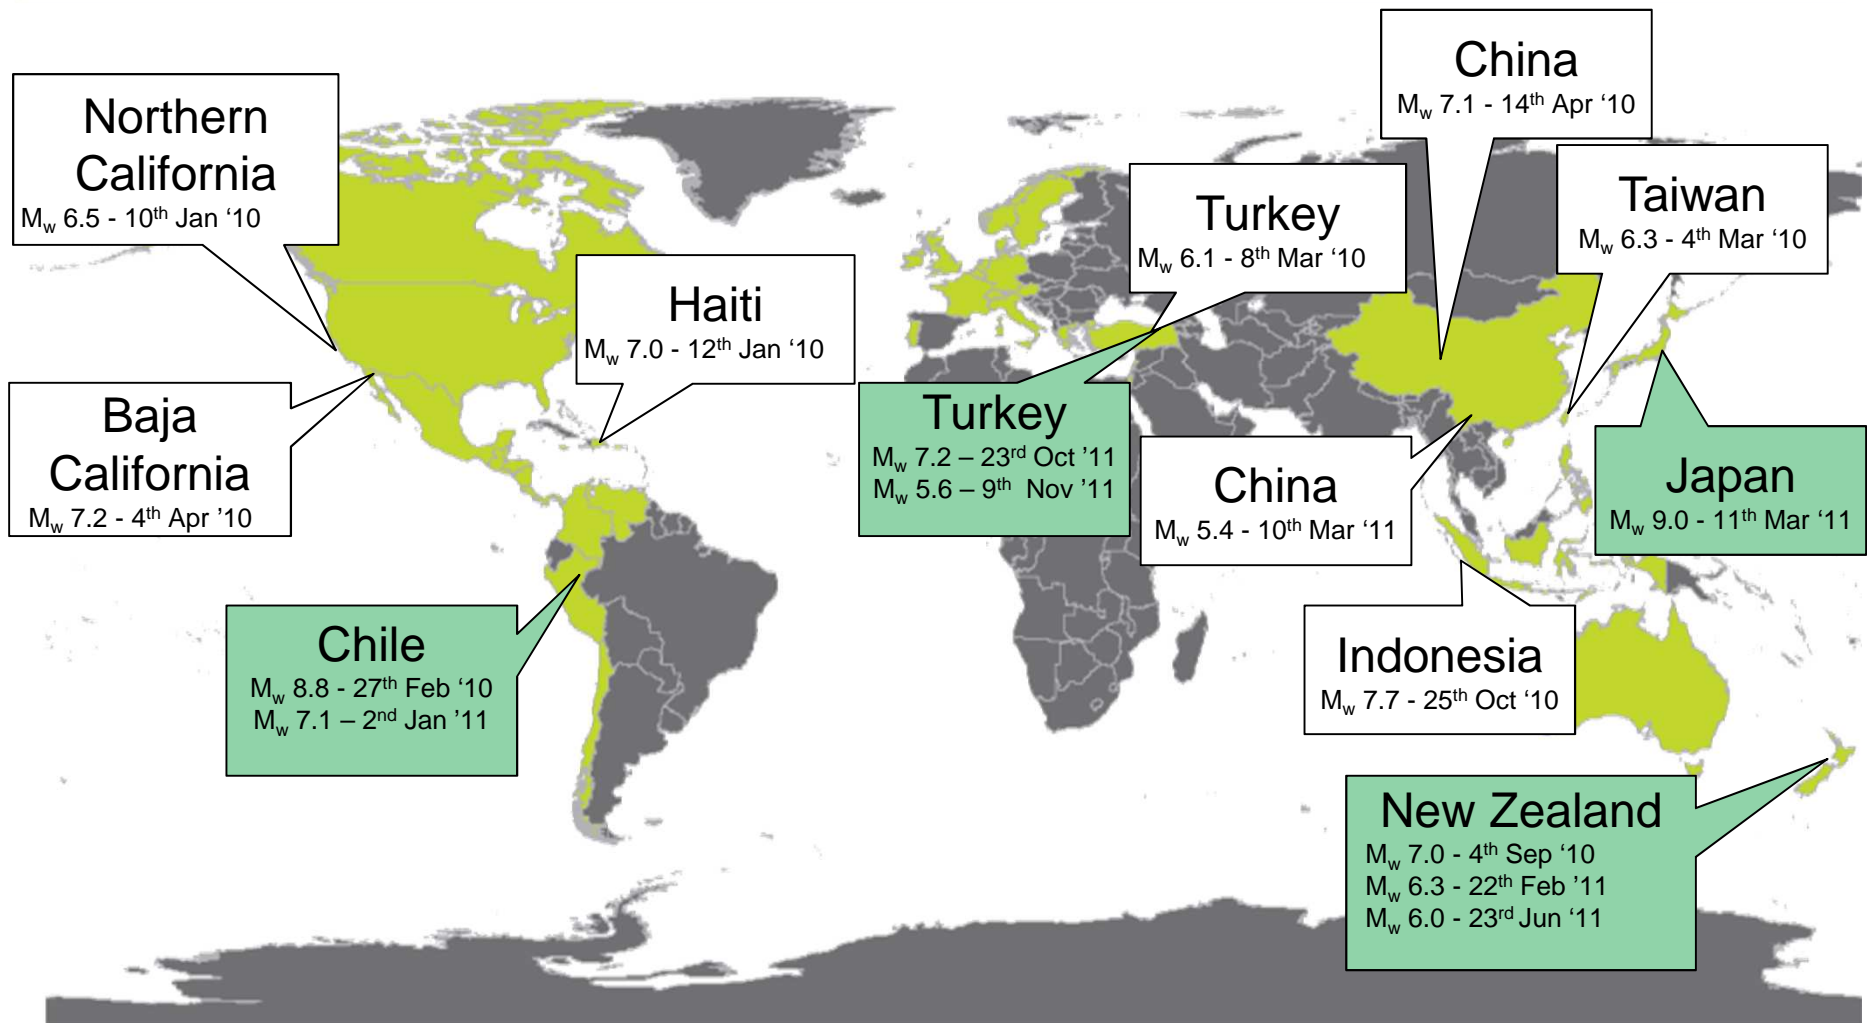 Northern
California
Mw 6.5 - 10th Jan ‘10
Baja
California
Mw 7.2 - 4th Apr ‘10
Haiti
Mw 7.0 - 12th Jan ‘10
Chile
Mw 8.8 - 27th Feb ‘10
Mw 7.1 – 2nd Jan ’11
Turkey
Mw 6.1 - 8th Mar ’10
Turkey
Mw 7.2 – 23rd Oct ’11
Mw 5.6 – 9th Nov ’11
China
Mw 7.1 - 14th Apr ‘10
Taiwan
Mw 6.3 - 4th Mar ‘10
China
Mw 5.4 - 10th Mar ‘11
Japan
Mw 9.0 - 11th Mar ‘11
Indonesia
Mw 7.7 - 25th Oct ‘10
New Zealand
Mw 7.0 - 4th Sep ‘10
Mw 6.3 - 22th Feb ’11
Mw 6.0 - 23rd Jun ‘11